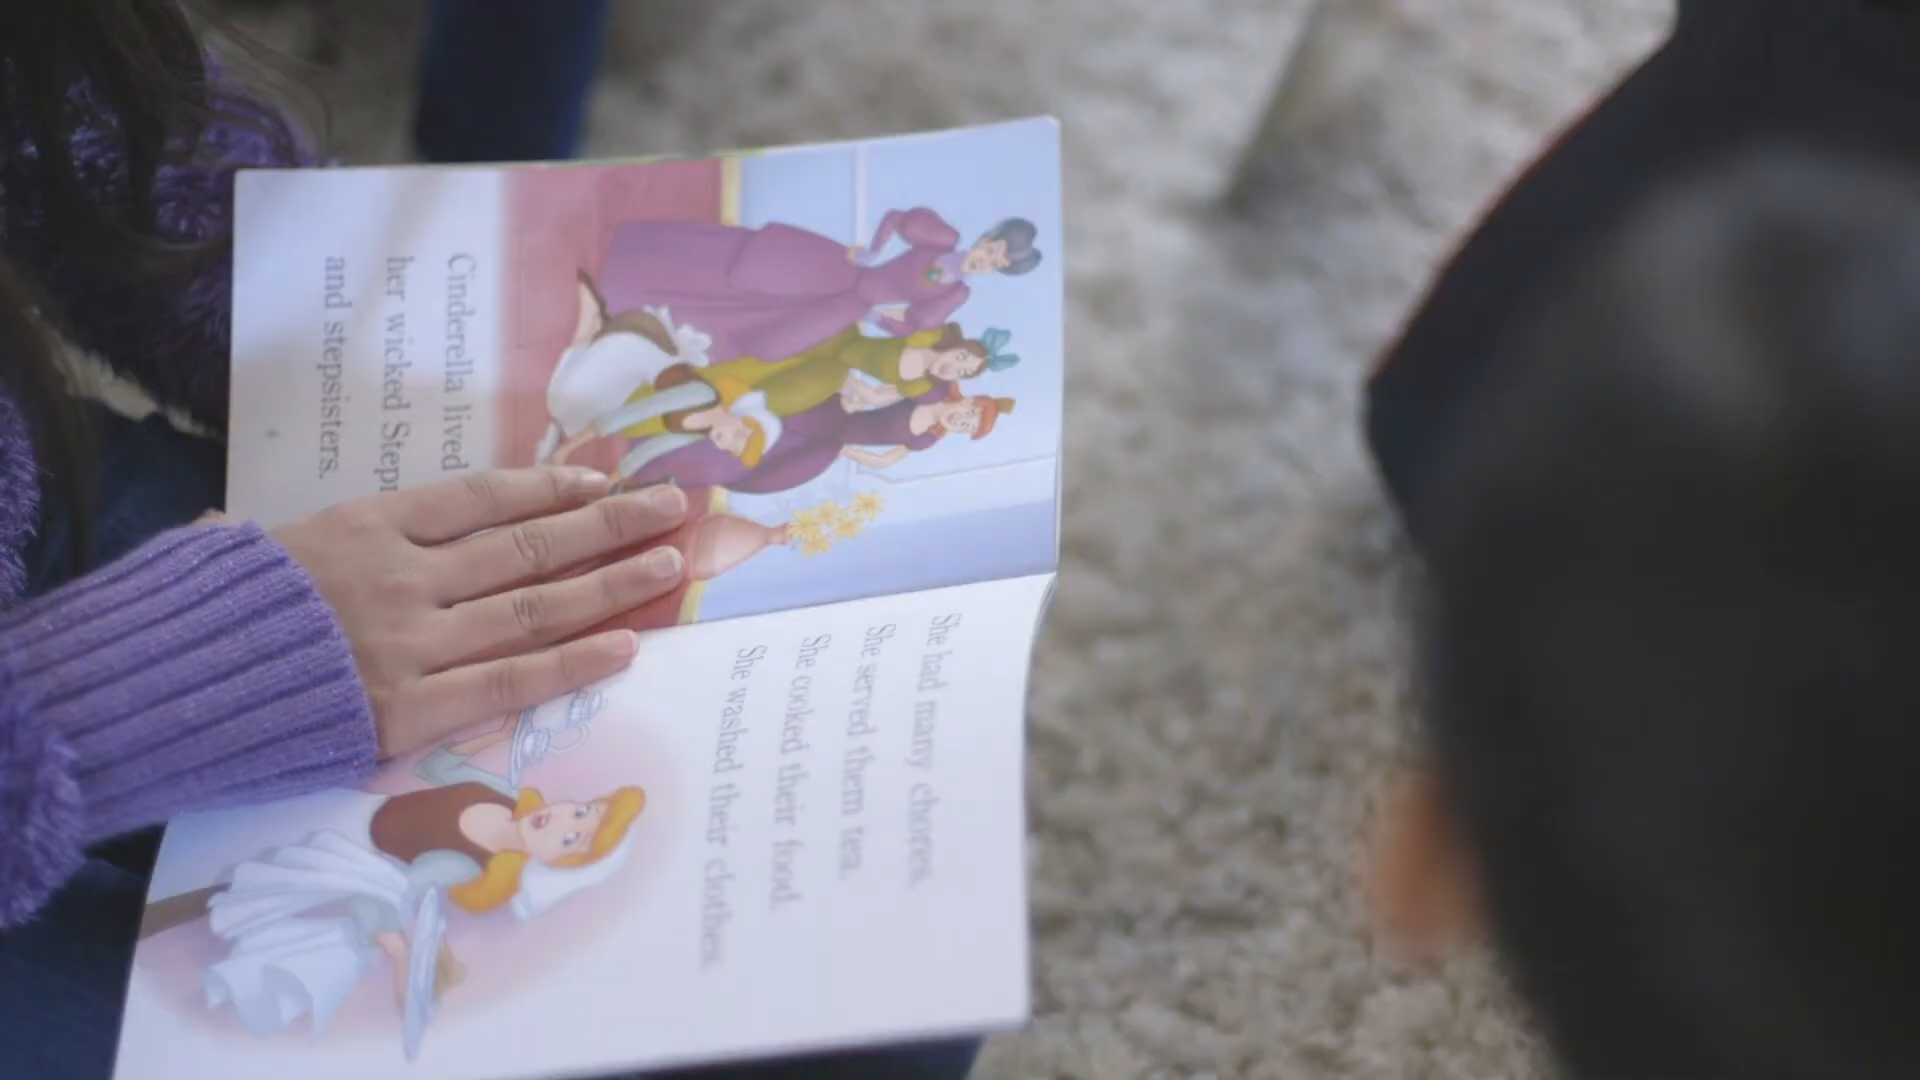 Cinderella lived
her wicked Step
and stepsisters.
She had many chores.
She served them tea.
She cooked their food.
She washed their clothes.